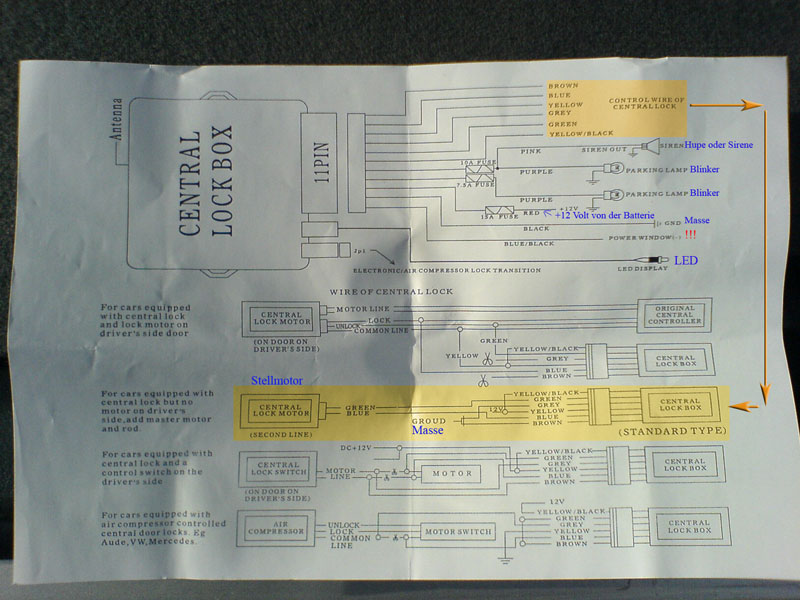 Antenna
CENTRAL
LOCK BOX
11PIN
BROWN
BLUE
YELLOW
GREY
GREEN
YELLOW/BLACK
CONTROL WIRE OF
CENTRAL LOCK
PINK
SIREN OUT
SIREN
Hupe oder Sirene
10A FUSE
PURPLE
PARKING LAMP
Blinker
7.5A FUSE
PURPLE
PARKING LAMP
Blinker
15A FUSE
RED
+12V
+12 Volt von der Batterie
BLACK
GND
Masse
BLUE/BLACK
POWER WINDOW(-)
!!!
LED
LED DISPLAY
Jp1
ELECTRONIC/AIR COMPRESSOR LOCK TRANSITION
WIRE OF CENTRAL LOCK
For cars equipped
with central lock
and lock motor on
driver's side door
CENTRAL
LOCK MOTOR
(ON DOOR ON
DRIVER'S SIDE)
MOTOR LINE
LOCK
UNLOCK
COMMON LINE
ORIGINAL
CENTRAL
CONTROLLER
GREEN
YELLOW
YELLOW/BLACK
GREY
BLUE
BROWN
CENTRAL
LOCK BOX
Stellmotor
For cars equipped with
central lock but no
motor on driver's
side,add master motor
and rod.
CENTRAL
LOCK MOTOR
(SECOND LINE)
GREEN
BLUE
GROUD
Masse
12V
YELLOW/BLACK
GREEN
GREY
YELLOW
BLUE
BROWN
CENTRAL
LOCK BOX
(STANDARD TYPE)
For cars equipped with
central lock and a
control switch on the
driver's side
CENTRAL
LOCK SWITCH
(ON DOOR ON
DRIVER'S SIDE)
DC+12V
MOTOR
LINE
MOTOR
YELLOW/BLACK
GREEN
GREY
YELLOW
BLUE
BROWN
CENTRAL
LOCK BOX
For cars equipped with
air compressor controlled
central door locks. Eg
Aude,VW,Mercedes.
AIR
COMPRESSOR
UNLOCK
LOCK
COMMON
LINE
MOTOR SWITCH
12V
YELLOW/BLACK
GREEN
GREY
YELLOW
BLUE
BROWN
CENTRAL
LOCK BOX